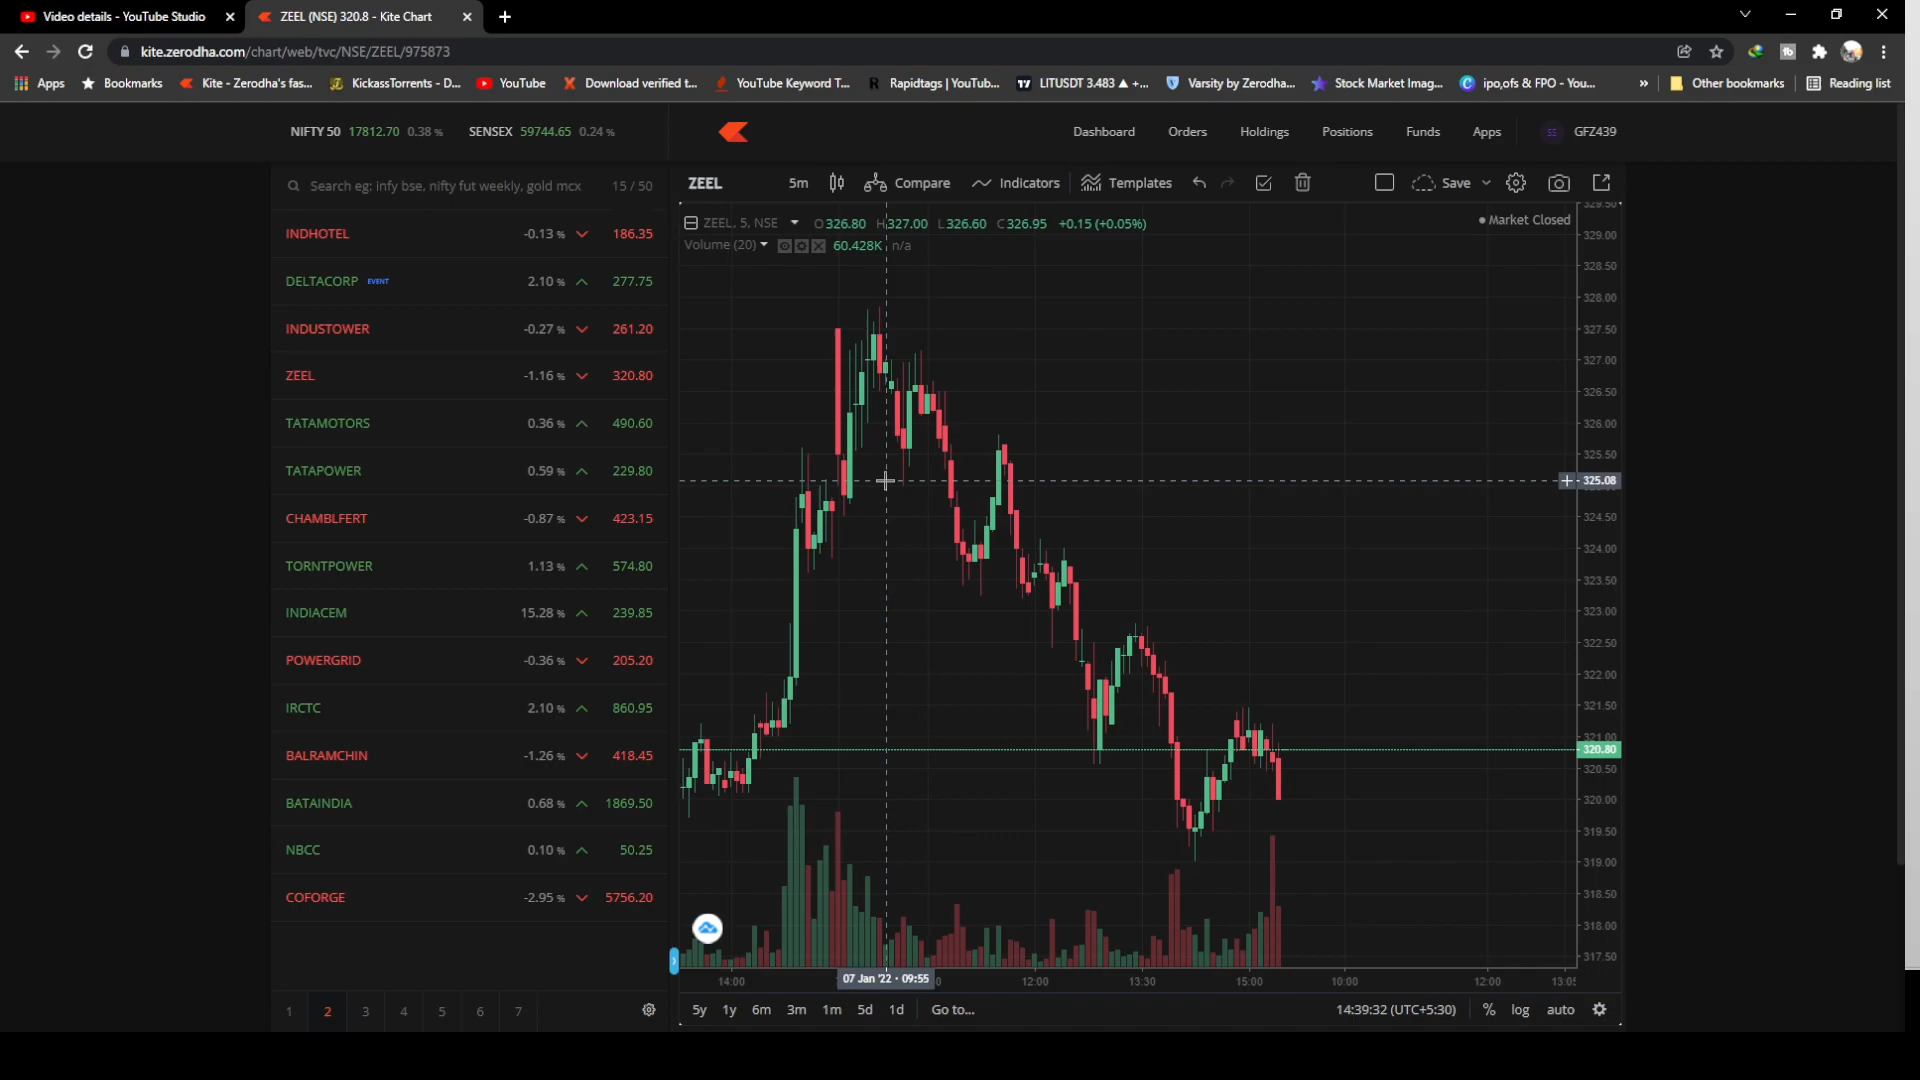 Video details - YouTube Studio
ZEEL (NSE) 320.8 - Kite Chart
kite.zerodha.com/chart/web/tvc/NSE/ZEEL/975873
Apps
Bookmarks
Kite - Zerodha's fas...
KickassTorrents - D...
YouTube
Download verified t...
YouTube Keyword T...
Rapidtags | YouTub...
LITUSDT 3.483 ▲ +...
Varsity by Zerodha...
Stock Market Imag...
ipo,ofs & FPO - You...
»
Other bookmarks
Reading list
NIFTY 50 17812.70 0.38 %
SENSEX 59744.65 0.24 %
Dashboard
Orders
Holdings
Positions
Funds
Apps
SS
GFZ439
Search eg: infy bse, nifty fut weekly, gold mcx
15 / 50
INDHOTEL -0.13 % 186.35
DELTACORP EVENT 2.10 % 277.75
INDUSTOWER -0.27 % 261.20
ZEEL -1.16 % 320.80
TATAMOTORS 0.36 % 490.60
TATAPOWER 0.59 % 229.80
CHAMBLFERT -0.87 % 423.15
TORNTPOWER 1.13 % 574.80
INDIACEM 15.28 % 239.85
POWERGRID -0.36 % 205.20
IRCTC 2.10 % 860.95
BALRAMCHIN -1.26 % 418.45
BATAINDIA 0.68 % 1869.50
NBCC 0.10 % 50.25
COFORGE -2.95 % 5756.20
1 2 3 4 5 6 7
ZEEL
5m
Compare
Indicators
Templates
Save
ZEEL, 5, NSE
O326.80 H327.00 L326.60 C326.95 +0.15 (+0.05%)
Market Closed
Volume (20)
60.428K n/a
329.50
329.00
328.50
328.00
327.50
327.00
326.50
326.00
325.50
325.08
324.50
324.00
323.50
323.00
322.50
322.00
321.50
321.00
320.80
320.50
320.00
319.50
319.00
318.50
318.00
317.50
14:00
07 Jan '22 · 09:55
12:00
13:30
15:00
10:00
12:00
5y 1y 6m 3m 1m 5d 1d
Go to...
14:39:32 (UTC+5:30)
%
log
auto